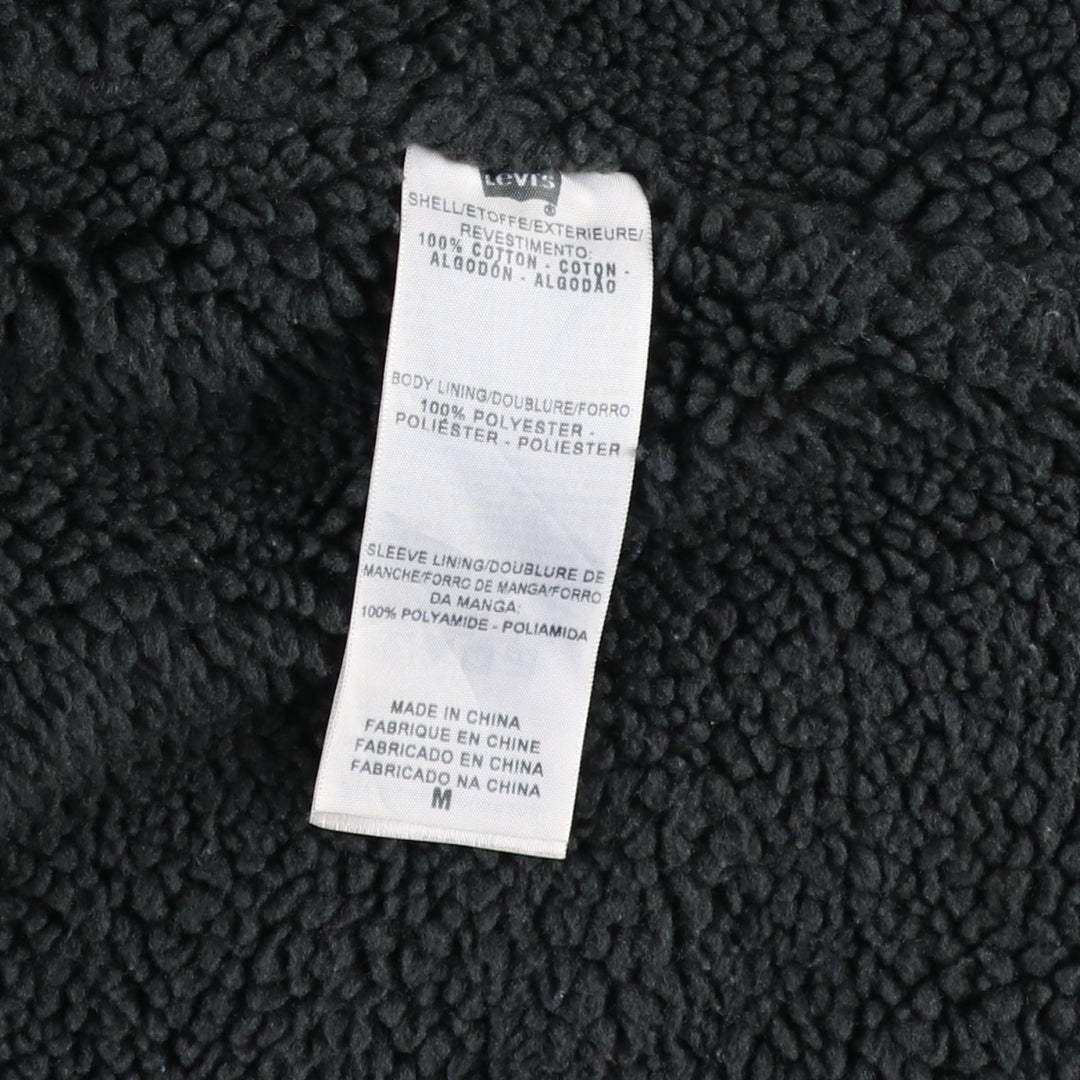 Levi's
®
SHELL/ETOFFE/EXTERIEURE/
REVESTIMENTO:
100% COTTON - COTON -
ALGODÓN - ALGODÃO
BODY LINING/DOUBLURE/FORRO
100% POLYESTER -
POLIÉSTER - POLIESTER
SLEEVE LINING/DOUBLURE DE
MANCHE/FORRO DE MANGA/FORRO
DA MANGA:
100% POLYAMIDE - POLIAMIDA
MADE IN CHINA
FABRIQUE EN CHINE
FABRICADO EN CHINA
FABRICADO NA CHINA
M